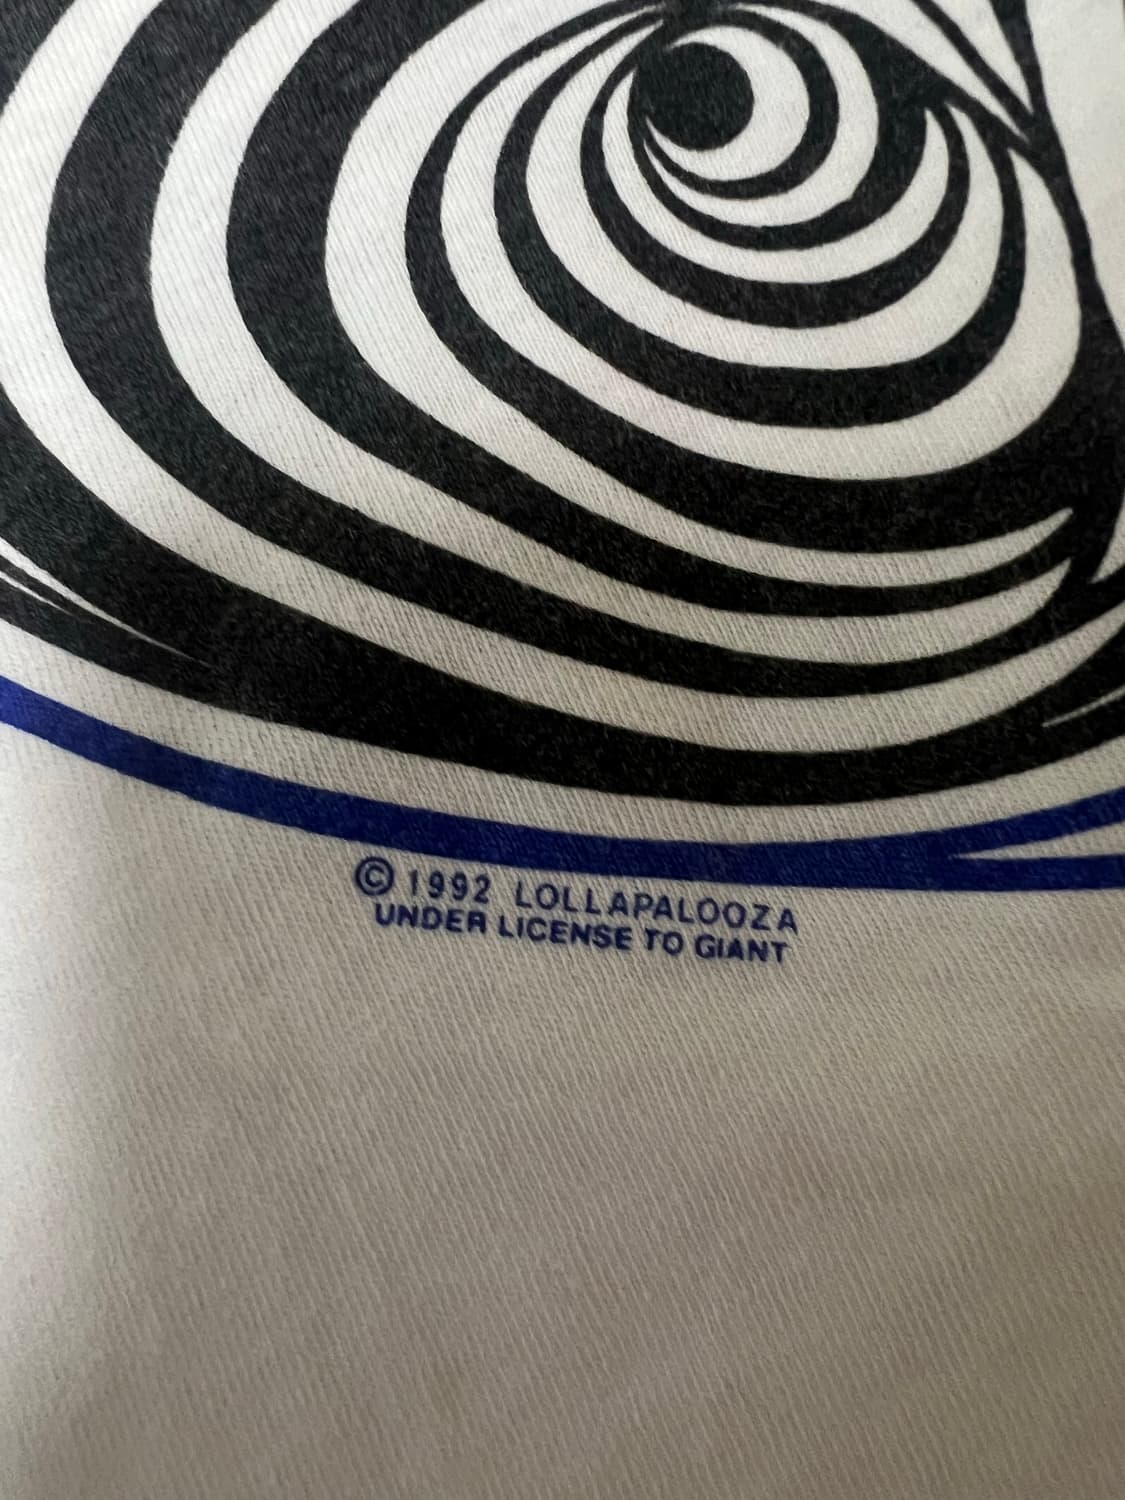 © 1992 LOLLAPALOOZA
UNDER LICENSE TO GIANT